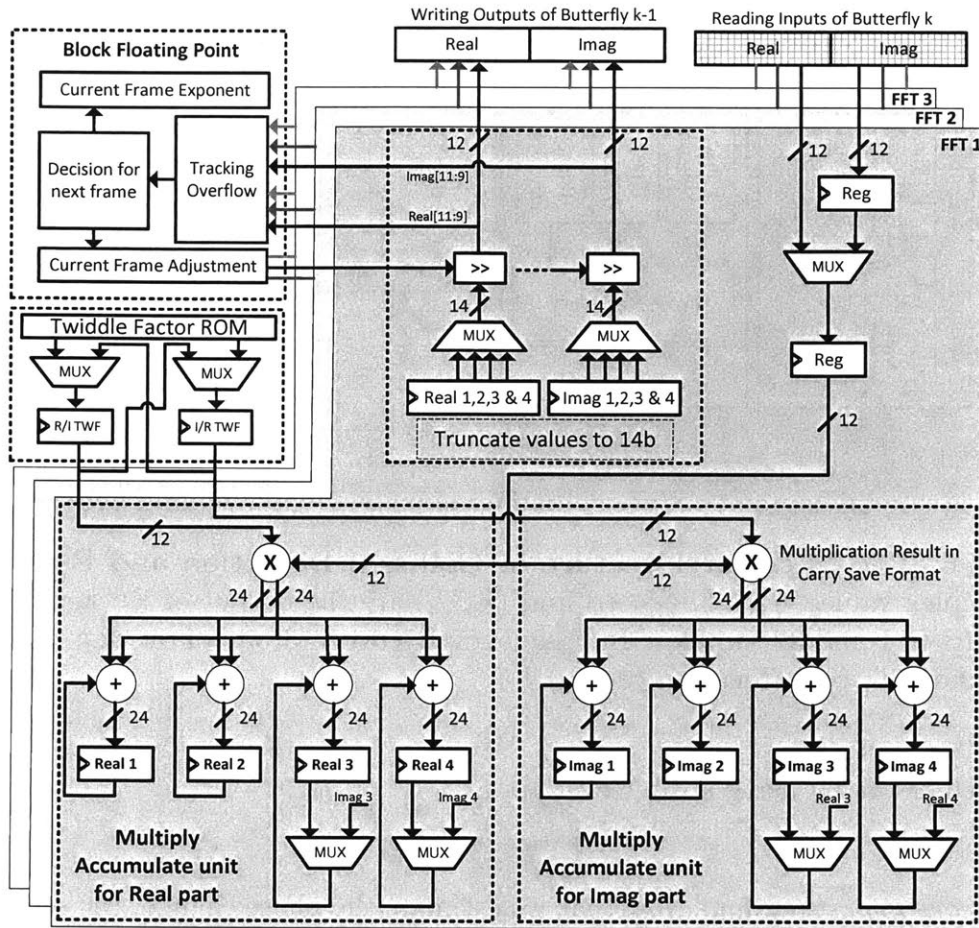 Writing Outputs of Butterfly k-1
Reading Inputs of Butterfly k
Real
Imag
Real
Imag
FFT 3
FFT 2
FFT 1
Block Floating Point
Current Frame Exponent
Decision for
next frame
Tracking
Overflow
Current Frame Adjustment
12
12
Imag[11:9]
Real[11:9]
>>
>>
14
14
MUX
MUX
Real 1,2,3 & 4
Imag 1,2,3 & 4
Truncate values to 14b
12
12
Reg
MUX
Reg
12
Twiddle Factor ROM
MUX
MUX
R/I TWF
I/R TWF
12
X
12
24
24
+
+
+
+
24
24
24
24
Real 1
Real 2
Real 3
Real 4
Imag 3
Imag 4
MUX
MUX
Multiply
Accumulate unit
for Real part
12
12
X
Multiplication Result in
Carry Save Format
24
24
+
+
+
+
24
24
24
24
Imag 1
Imag 2
Imag 3
Imag 4
Real 3
Real 4
MUX
MUX
Multiply
Accumulate unit
for Imag part